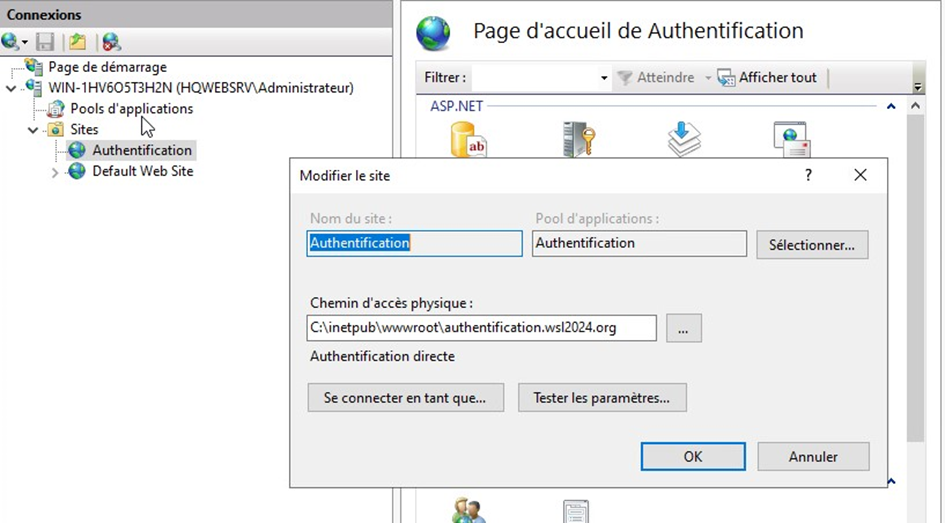 Connexions
Page de démarrage
WIN-1HV6O5T3H2N (HQWEBSRV\Administrateur)
Pools d'applications
Sites
Authentification
Default Web Site
Page d'accueil de Authentification
Filtrer :
Atteindre
Afficher tout
ASP.NET
ab
Modifier le site
?
Nom du site :
Pool d'applications :
Authentification
Authentification
Sélectionner...
Chemin d'accès physique :
C:\inetpub\wwwroot\authentification.wsl2024.org
...
Authentification directe
Se connecter en tant que...
Tester les paramètres...
OK
Annuler